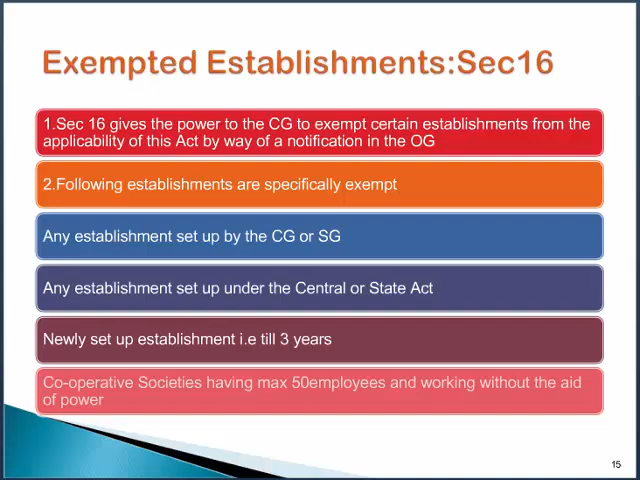 Exempted Establishments:Sec16
1.Sec 16 gives the power to the CG to exempt certain establishments from the
applicability of this Act by way of a notification in the OG
2.Following establishments are specifically exempt
Any establishment set up by the CG or SG
Any establishment set up under the Central or State Act
Newly set up establishment i.e till 3 years
Co-operative Societies having max 50employees and working without the aid
of power
15